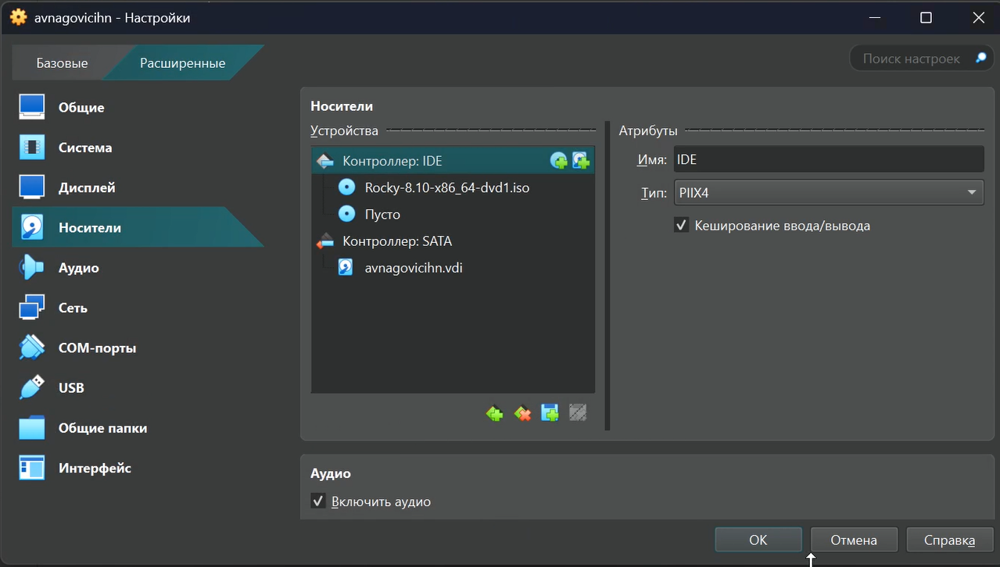 avnagovicihn - Настройки
Базовые
Расширенные
Поиск настроек
Общие
Система
Дисплей
Носители
Аудио
Сеть
COM-порты
USB
Общие папки
Интерфейс
Носители
Устройства
Контроллер: IDE
Rocky-8.10-x86_64-dvd1.iso
Пусто
Контроллер: SATA
avnagovicihn.vdi
Атрибуты
Имя: IDE
Тип: PIIX4
Кеширование ввода/вывода
Аудио
Включить аудио
OK
Отмена
Справка